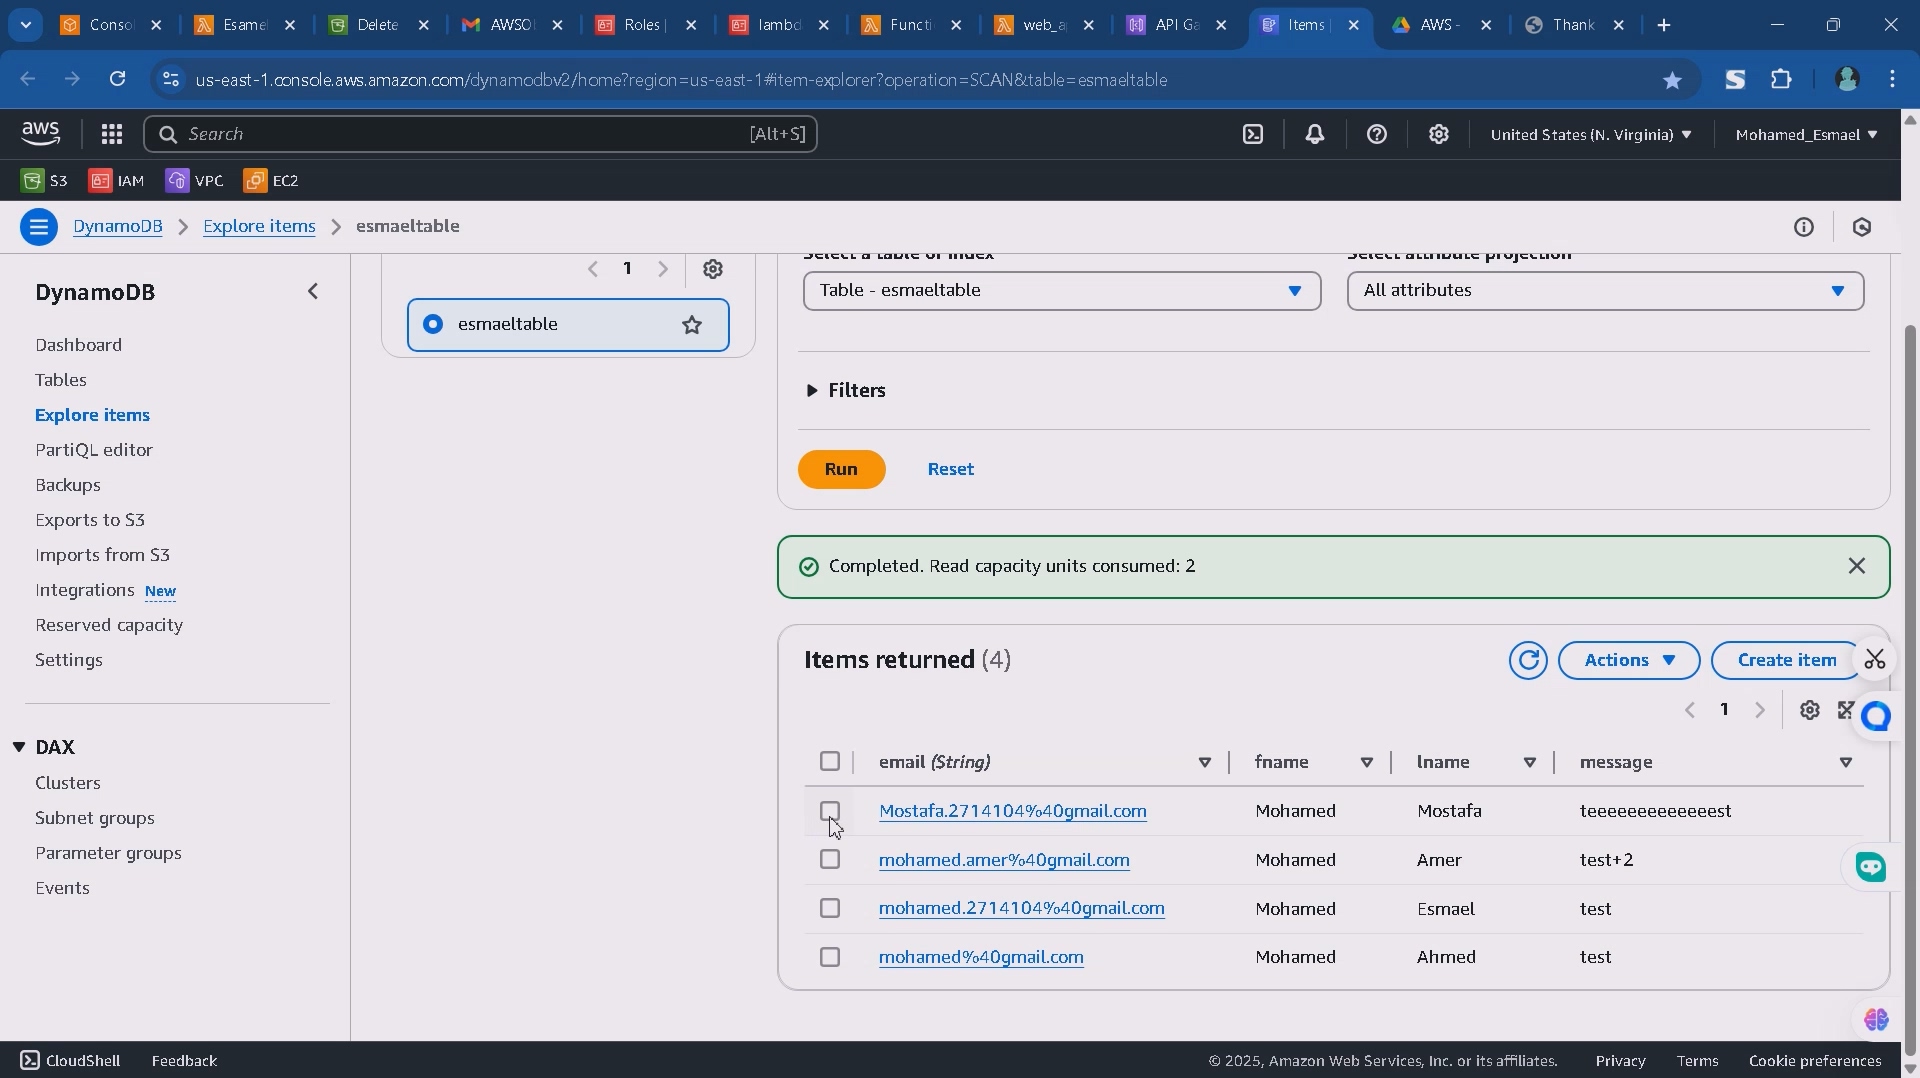 Conso
Esamel
Delete
AWSO
Roles |
lambd
Functi
web_a
API Ga
Items |
AWS -
Thank
us-east-1.console.aws.amazon.com/dynamodbv2/home?region=us-east-1#item-explorer?operation=SCAN&table=esmaeltable
aws
Search
[Alt+S]
United States (N. Virginia)
Mohamed_Esmael
S3
IAM
VPC
EC2
DynamoDB
Explore items
esmaeltable
DynamoDB
Dashboard
Tables
Explore items
PartiQL editor
Backups
Exports to S3
Imports from S3
Integrations New
Reserved capacity
Settings
DAX
Clusters
Subnet groups
Parameter groups
Events
1
esmaeltable
Select a table or index
Select attribute projection
Table - esmaeltable
All attributes
Filters
Run
Reset
Completed. Read capacity units consumed: 2
Items returned (4)
Actions
Create item
1
email (String) fname lname message
Mostafa.2714104%40gmail.com Mohamed Mostafa teeeeeeeeeeeeest
mohamed.amer%40gmail.com Mohamed Amer test+2
mohamed.2714104%40gmail.com Mohamed Esmael test
mohamed%40gmail.com Mohamed Ahmed test
CloudShell
Feedback
© 2025, Amazon Web Services, Inc. or its affiliates.
Privacy
Terms
Cookie preferences